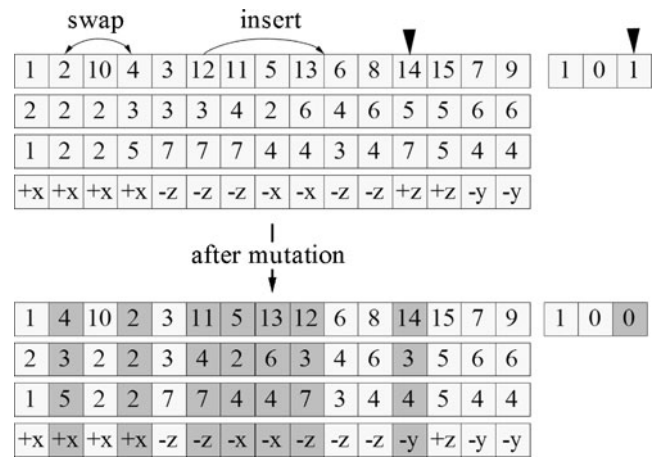 swap insert
1 2 10 4 3 12 11 5 13 6 8 14 15 7 9 1 0 1
2 2 2 3 3 3 4 2 6 4 6 5 5 6 6
1 2 2 5 7 7 7 4 4 3 4 7 5 4 4
+x +x +x +x -z -z -z -x -x -z -z +z +z -y -y
after mutation
1 4 10 2 3 11 5 13 12 6 8 14 15 7 9 1 0 0
2 3 2 2 3 4 2 6 3 4 6 3 5 6 6
1 5 2 2 7 7 4 4 7 3 4 4 5 4 4
+x +x +x +x -z -z -x -x -z -z -z -y +z -y -y